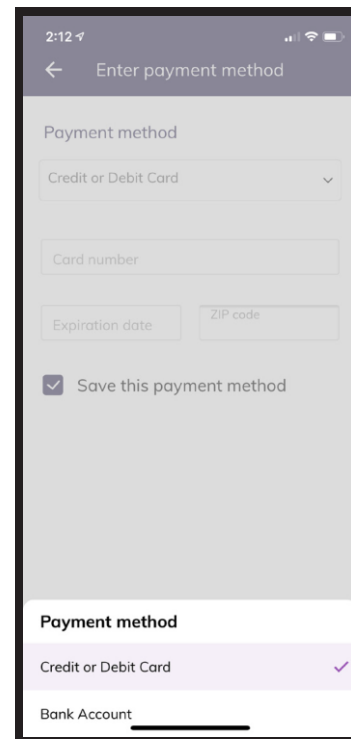 2:12
Enter payment method
Payment method
Credit or Debit Card
Card number
Expiration date
ZIP code
Save this payment method
Payment method
Credit or Debit Card
Bank Account